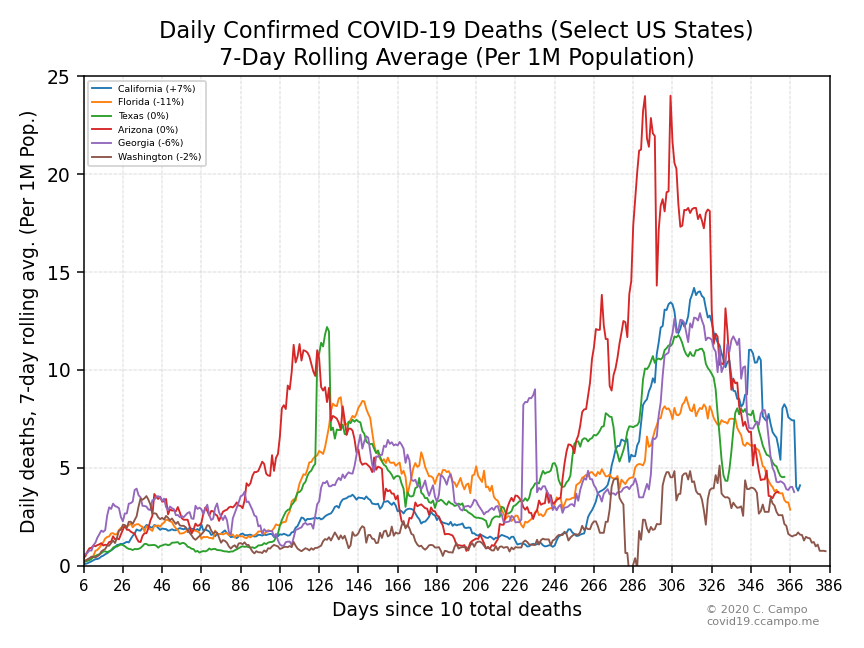 Daily Confirmed COVID-19 Deaths (Select US States)
7-Day Rolling Average (Per 1M Population)
Daily deaths, 7-day rolling avg. (Per 1M Pop.)
25
20
15
10
5
0
California (+7%)
Florida (-11%)
Texas (0%)
Arizona (0%)
Georgia (-6%)
Washington (-2%)
6 26 46 66 86 106 126 146 166 186 206 226 246 266 286 306 326 346 366 386
Days since 10 total deaths
© 2020 C. Campo
covid19.ccampo.me